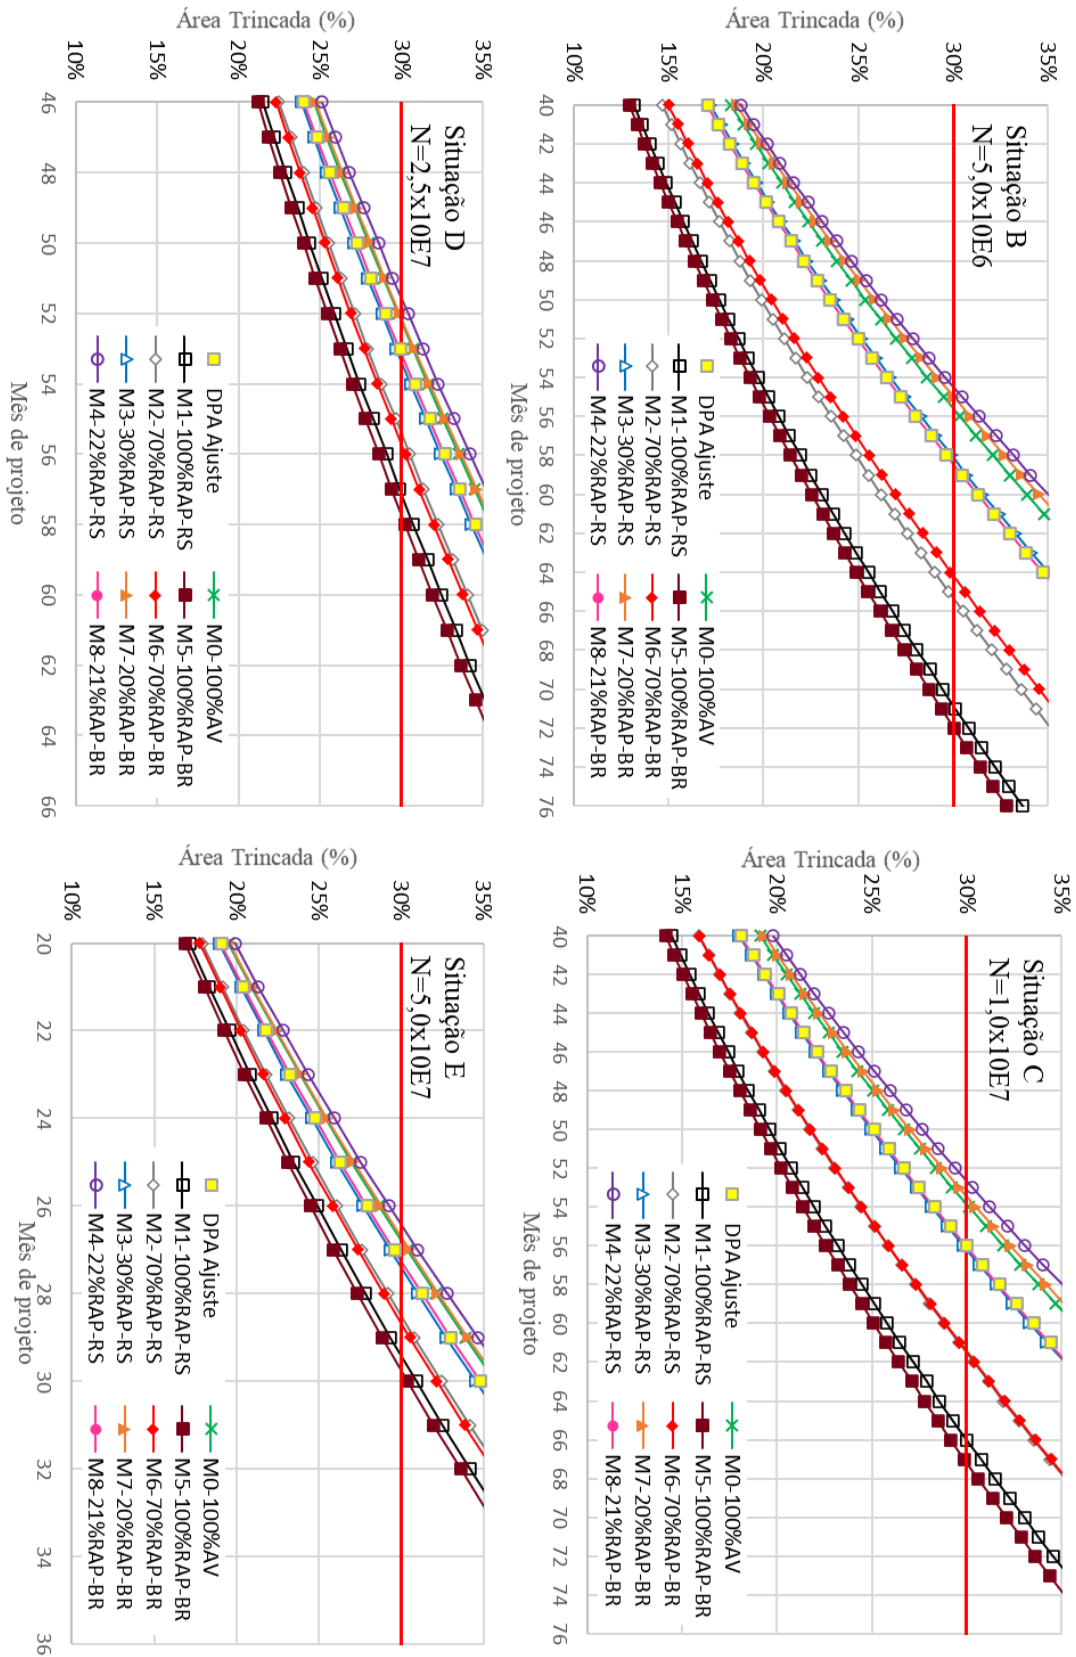 Situação B
N=5,0x10E6
Área Trincada (%)
35%
30%
25%
20%
15%
10%
40 42 44 46 48 50 52 54 56 58 60 62 64 66 68 70 72 74 76
Mês de projeto
DPA Ajuste
M0-100%AV
M1-100%RAP-RS
M5-100%RAP-BR
M2-70%RAP-RS
M6-70%RAP-BR
M3-30%RAP-RS
M7-20%RAP-BR
M4-22%RAP-RS
M8-21%RAP-BR
Situação C
N=1,0x10E7
Área Trincada (%)
35%
30%
25%
20%
15%
10%
40 42 44 46 48 50 52 54 56 58 60 62 64 66 68 70 72 74 76
Mês de projeto
DPA Ajuste
M0-100%AV
M1-100%RAP-RS
M5-100%RAP-BR
M2-70%RAP-RS
M6-70%RAP-BR
M3-30%RAP-RS
M7-20%RAP-BR
M4-22%RAP-RS
M8-21%RAP-BR
Situação D
N=2,5x10E7
Área Trincada (%)
35%
30%
25%
20%
15%
10%
46 48 50 52 54 56 58 60 62 64 66
Mês de projeto
DPA Ajuste
M0-100%AV
M1-100%RAP-RS
M5-100%RAP-BR
M2-70%RAP-RS
M6-70%RAP-BR
M3-30%RAP-RS
M7-20%RAP-BR
M4-22%RAP-RS
M8-21%RAP-BR
Situação E
N=5,0x10E7
Área Trincada (%)
35%
30%
25%
20%
15%
10%
20 22 24 26 28 30 32 34 36
Mês de projeto
DPA Ajuste
M0-100%AV
M1-100%RAP-RS
M5-100%RAP-BR
M2-70%RAP-RS
M6-70%RAP-BR
M3-30%RAP-RS
M7-20%RAP-BR
M4-22%RAP-RS
M8-21%RAP-BR